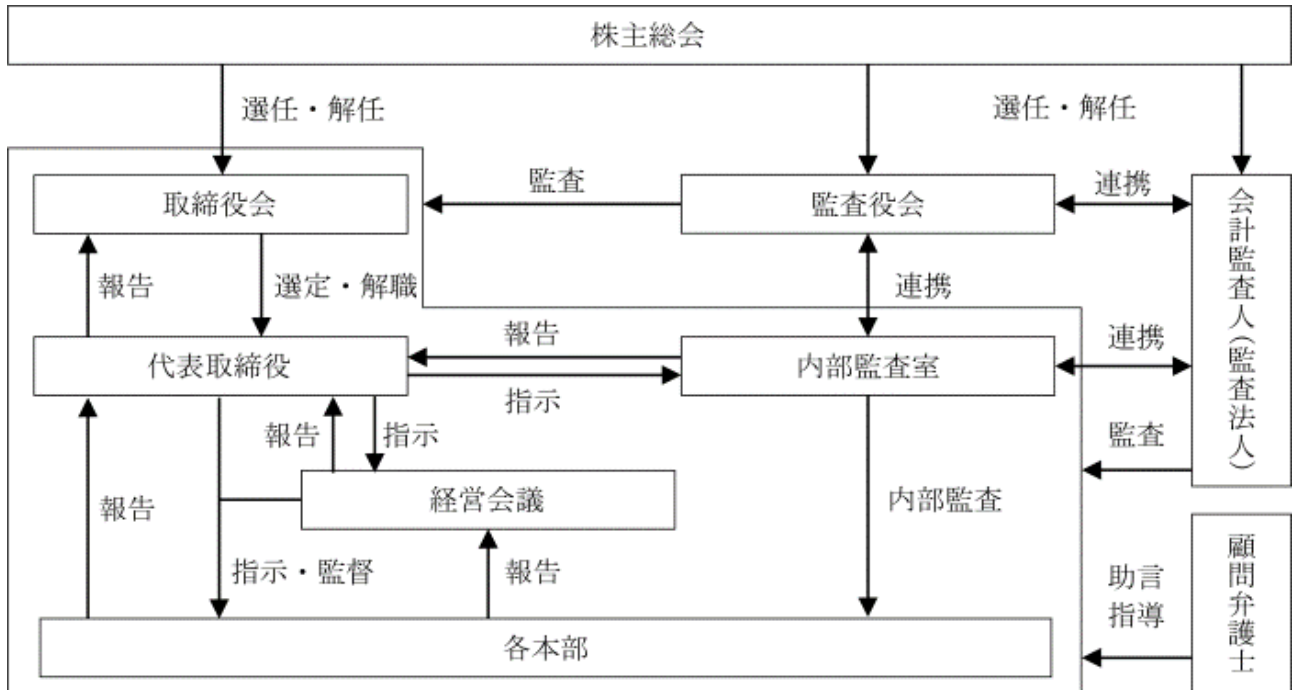 株主総会
選任・解任
選任・解任
取締役会
監査
監査役会
連携
会計監査人(監査法人)
報告
選定・解職
連携
代表取締役
報告
指示
内部監査室
連携
報告
指示
監査
経営会議
報告
内部監査
指示・監督
報告
助言
指導
顧問弁護士
各本部